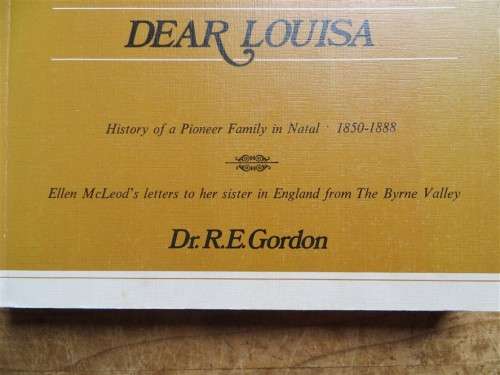 DEAR LOUISA
History of a Pioneer Family in Natal · 1850-1888
Ellen McLeod's letters to her sister in England from The Byrne Valley
Dr. R.E. Gordon